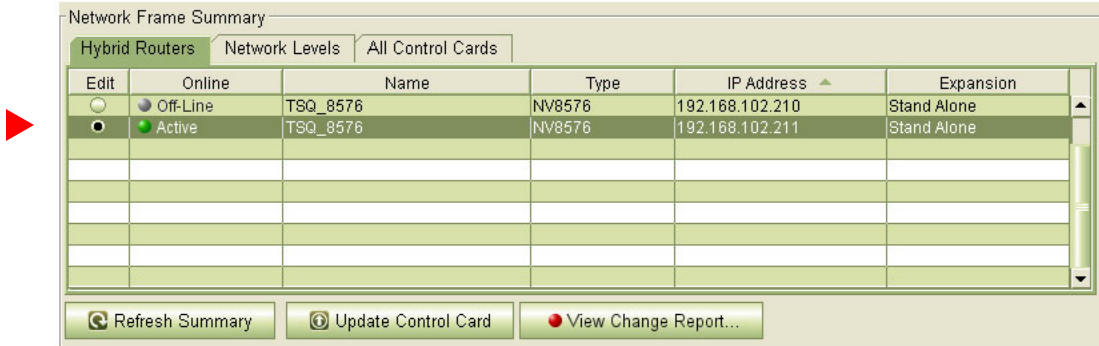 Network Frame Summary
Hybrid Routers Network Levels All Control Cards
Edit Online Name Type IP Address Expansion
Off-Line TSQ_8576 NV8576 192.168.102.210 Stand Alone
Active TSQ_8576 NV8576 192.168.102.211 Stand Alone
Refresh Summary Update Control Card View Change Report...